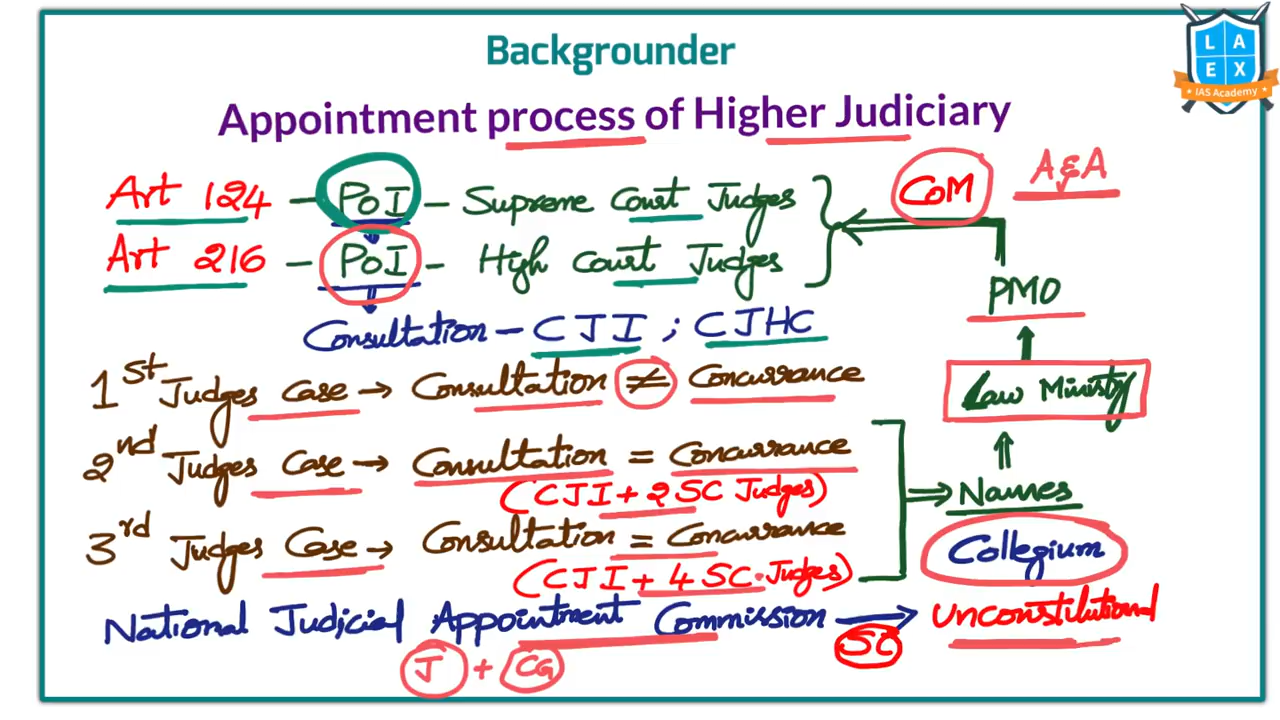 Backgrounder
LAEX
IAS Academy
Appointment process of Higher Judiciary
Art 124 – PoI – Supreme Court Judges
CoM
A&A
Art 216 – PoI – High Court Judges
PMO
Consultation – CJI ; CJHC
1st Judges Case → Consultation ≠ Concurrance
Law Ministry
2nd Judges Case → Consultation = Concurrance
(CJI + 2 SC Judges)
⇒ Names
3rd Judges Case → Consultation = Concurrance
Collegium
(CJI + 4 SC Judges)
National Judicial Appointment Commission → Unconstitutional
SC
J + CG